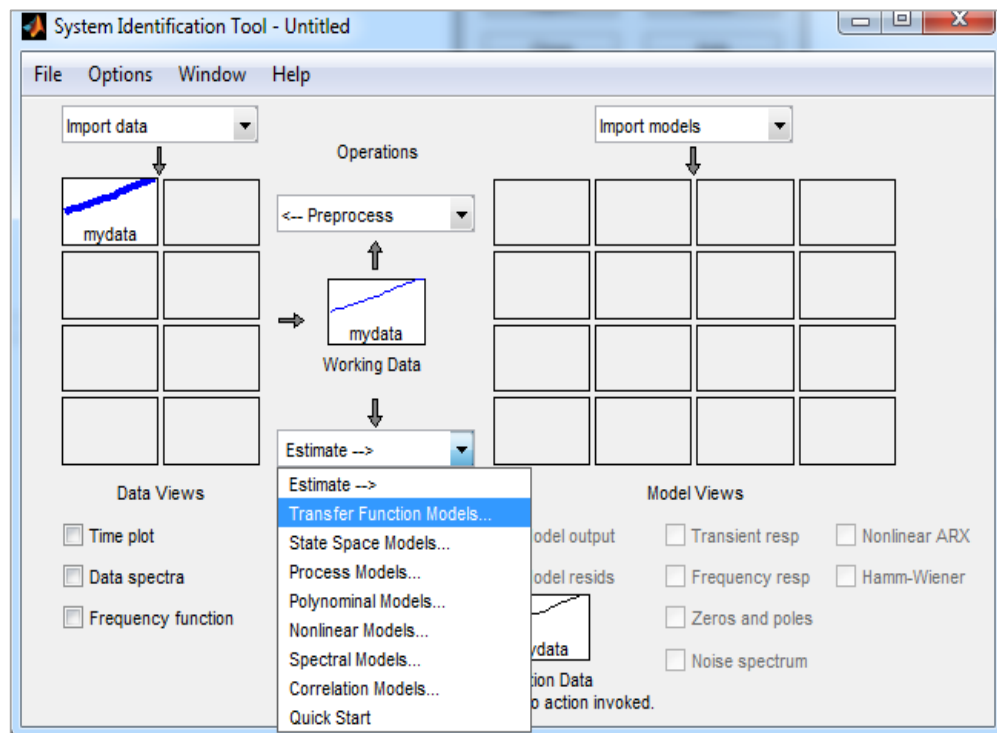 System Identification Tool - Untitled
File Options Window Help
Import data
Import models
Operations
mydata
<-- Preprocess
mydata
Working Data
Estimate -->
Estimate -->
Transfer Function Models...
State Space Models...
Process Models...
Polynominal Models...
Nonlinear Models...
Spectral Models...
Correlation Models...
Quick Start
Data Views
Time plot
Data spectra
Frequency function
Model Views
odel output
Transient resp
Nonlinear ARX
odel resids
Frequency resp
Hamm-Wiener
Zeros and poles
ydata
Noise spectrum
tion Data
o action invoked.